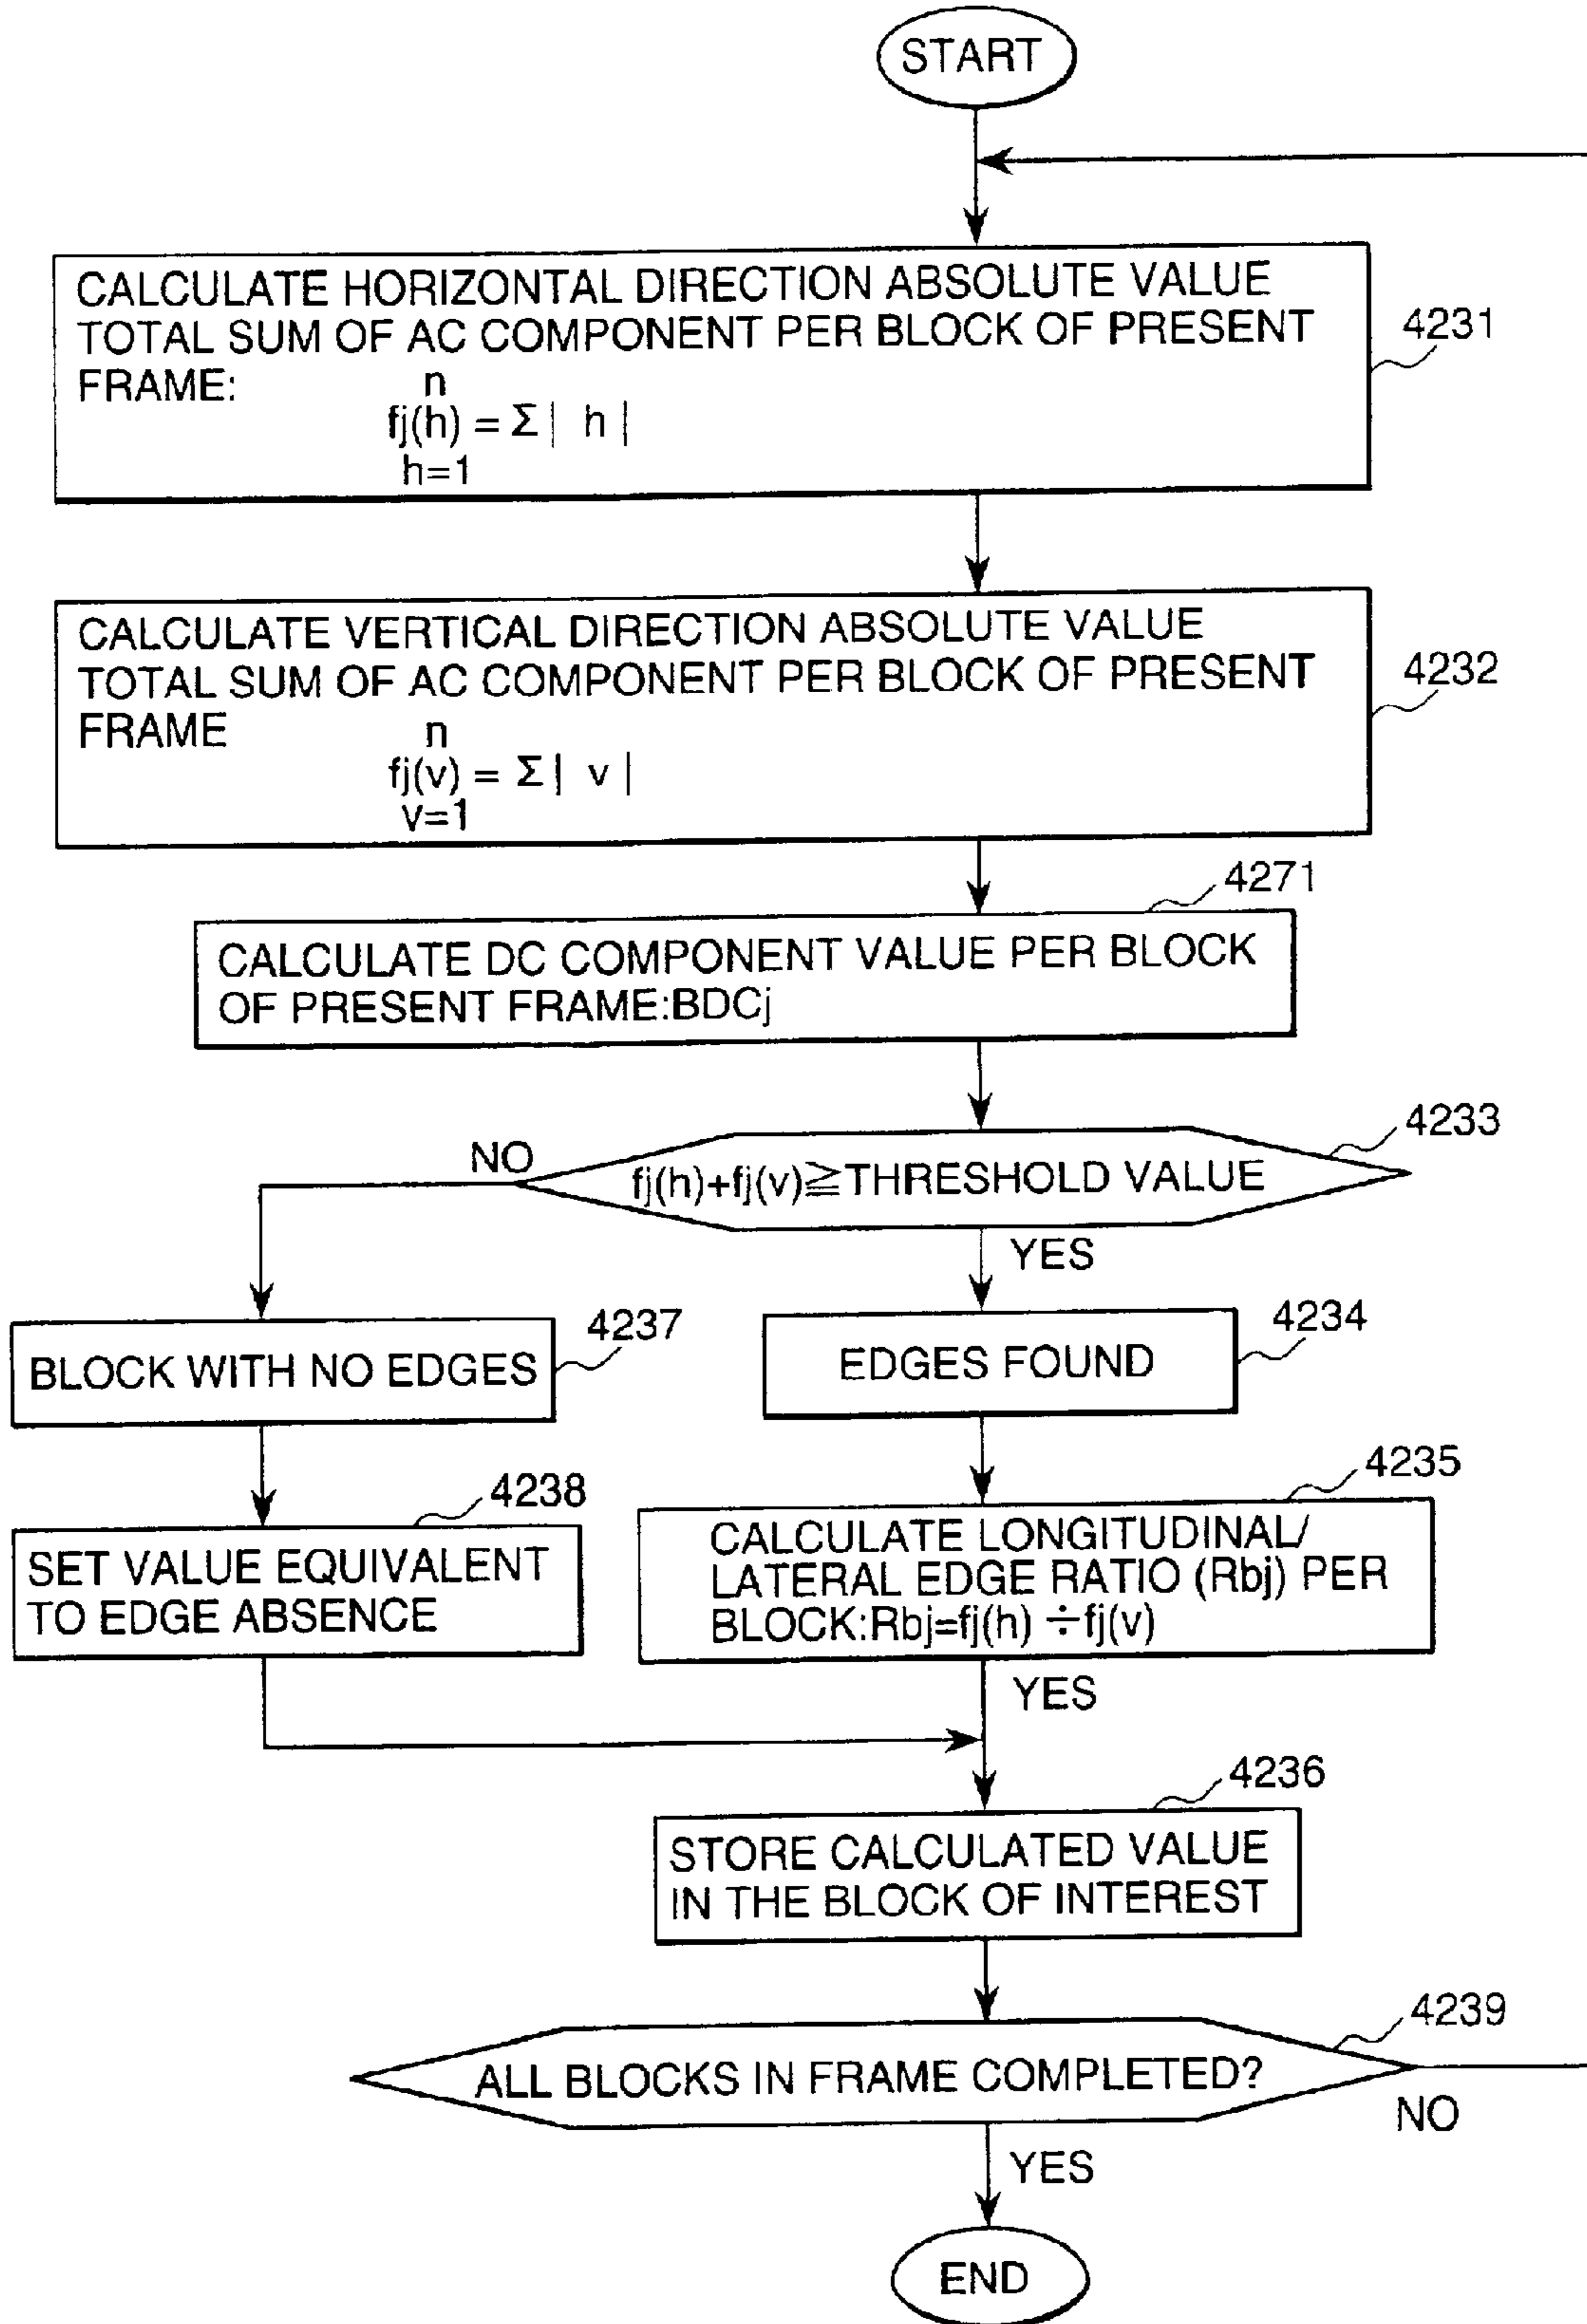 START
CALCULATE HORIZONTAL DIRECTION ABSOLUTE VALUE
TOTAL SUM OF AC COMPONENT PER BLOCK OF PRESENT
FRAME: n
fj(h) = Σ| h |
h=1
4231
CALCULATE VERTICAL DIRECTION ABSOLUTE VALUE
TOTAL SUM OF AC COMPONENT PER BLOCK OF PRESENT
FRAME n
fj(v) = Σ| v |
v=1
4232
4271
CALCULATE DC COMPONENT VALUE PER BLOCK
OF PRESENT FRAME:BDCj
4233
NO
fj(h)+fj(v)≧THRESHOLD VALUE
YES
4237
BLOCK WITH NO EDGES
4234
EDGES FOUND
4238
SET VALUE EQUIVALENT
TO EDGE ABSENCE
4235
CALCULATE LONGITUDINAL/
LATERAL EDGE RATIO (Rbj) PER
BLOCK:Rbj=fj(h) ÷fj(v)
YES
4236
STORE CALCULATED VALUE
IN THE BLOCK OF INTEREST
4239
ALL BLOCKS IN FRAME COMPLETED?
NO
YES
END